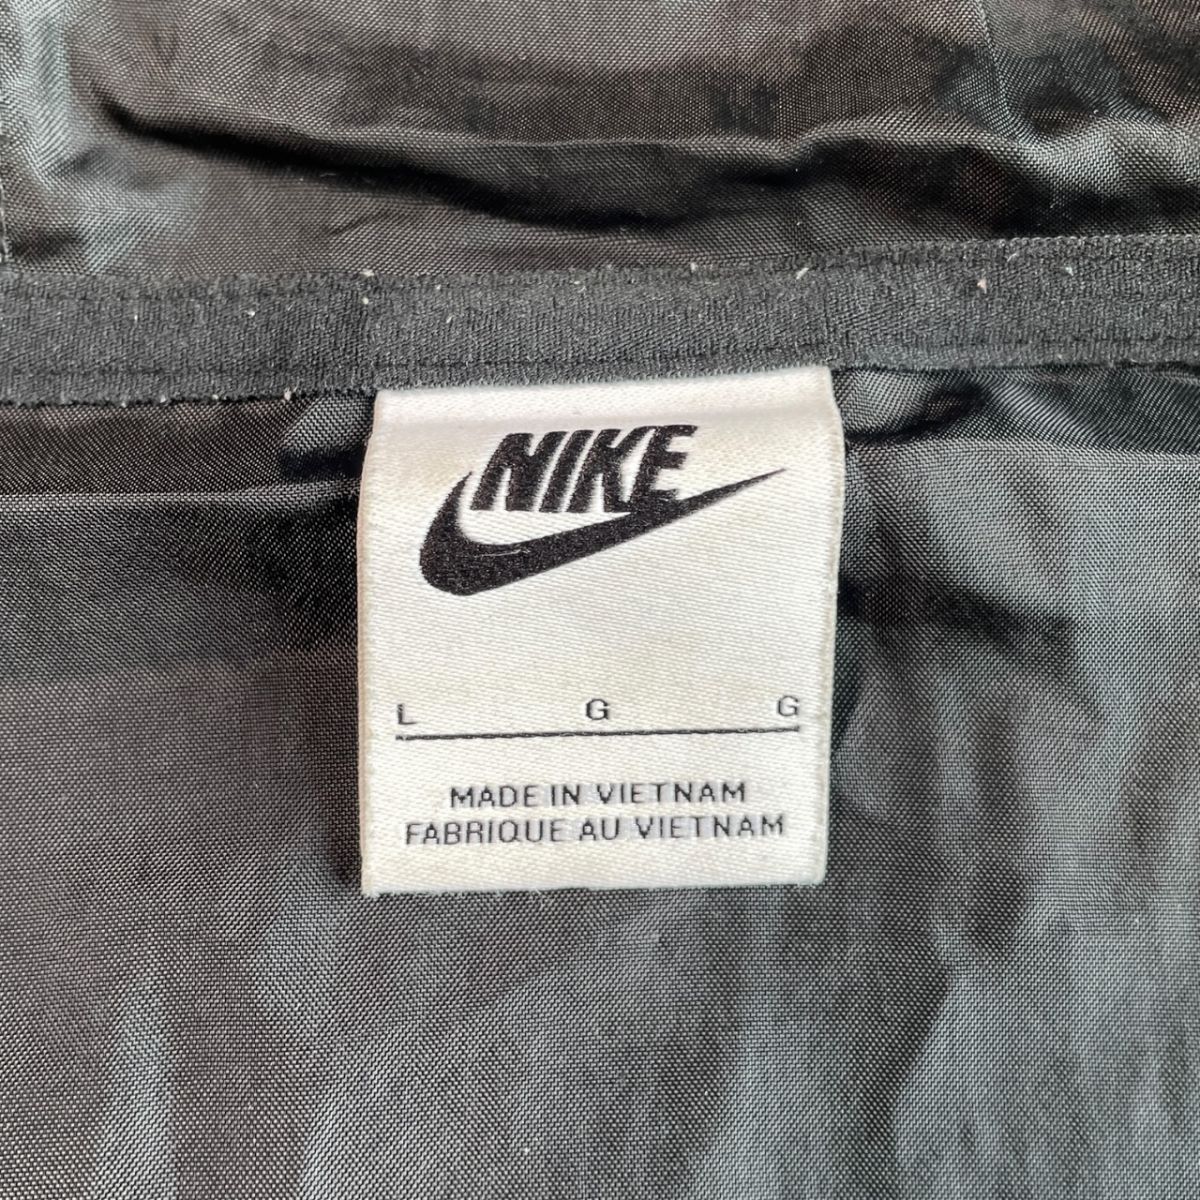 NIKE
L G G
MADE IN VIETNAM
FABRIQUE AU VIETNAM